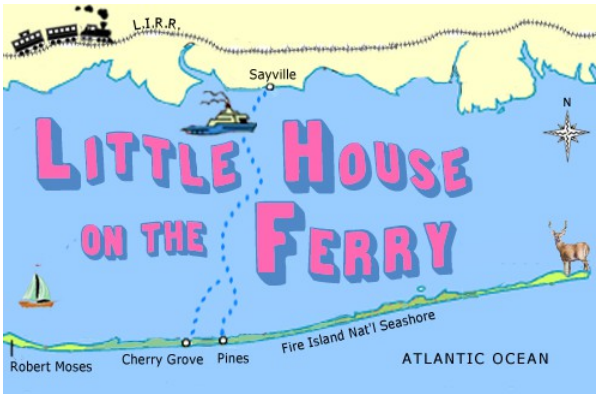 L.I.R.R.
Sayville
N
LITTLE HOUSE
ON THE FERRY
Fire Island Nat'l Seashore
Robert Moses
Cherry Grove
Pines
ATLANTIC OCEAN